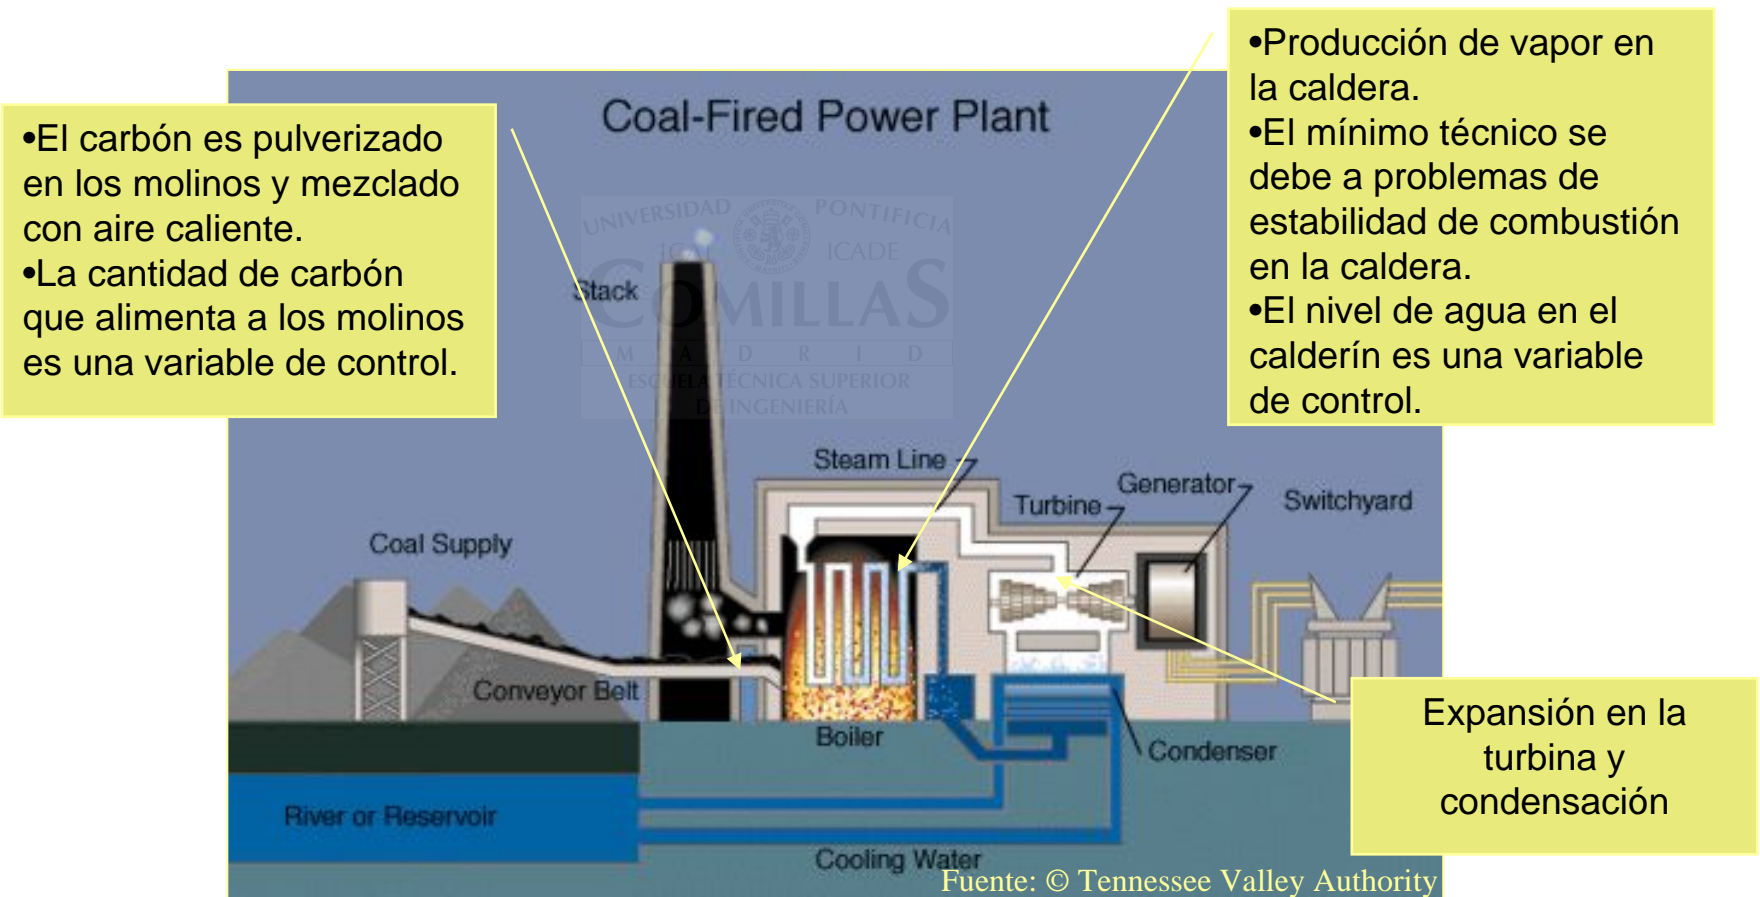 •Producción de vapor en
la caldera.
•El mínimo técnico se
debe a problemas de
estabilidad de combustión
en la caldera.
•El nivel de agua en el
calderín es una variable
de control.
Coal-Fired Power Plant
•El carbón es pulverizado
en los molinos y mezclado
con aire caliente.
•La cantidad de carbón
que alimenta a los molinos
es una variable de control.
UNIVERSIDAD PONTIFICIA
ICAI ICADE
COMILLAS
M A D R I D
ESCUELA TÉCNICA SUPERIOR
DE INGENIERÍA
Stack
Steam Line
Turbine
Generator
Switchyard
Coal Supply
Conveyor Belt
Boiler
Condenser
River or Reservoir
Cooling Water
Expansión en la
turbina y
condensación
Fuente: © Tennessee Valley Authority